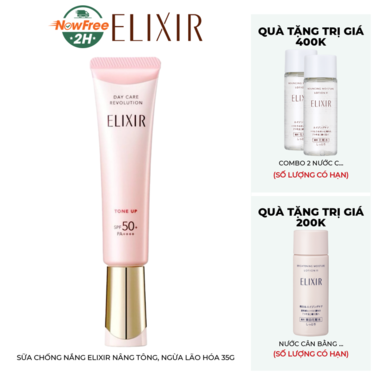 NowFree
2H
ELIXIR
DAY CARE
REVOLUTION
ELIXIR
TONE UP
SPF50+
PA++++
SỮA CHỐNG NẮNG ELIXIR NÂNG TÔNG, NGỪA LÃO HÓA 35G
QUÀ TẶNG TRỊ GIÁ
400K
ELIXIR
COMBO 2 NƯỚC C...
(SỐ LƯỢNG CÓ HẠN)
QUÀ TẶNG TRỊ GIÁ
200K
ELIXIR
NƯỚC CÂN BẰNG ...
(SỐ LƯỢNG CÓ HẠN)